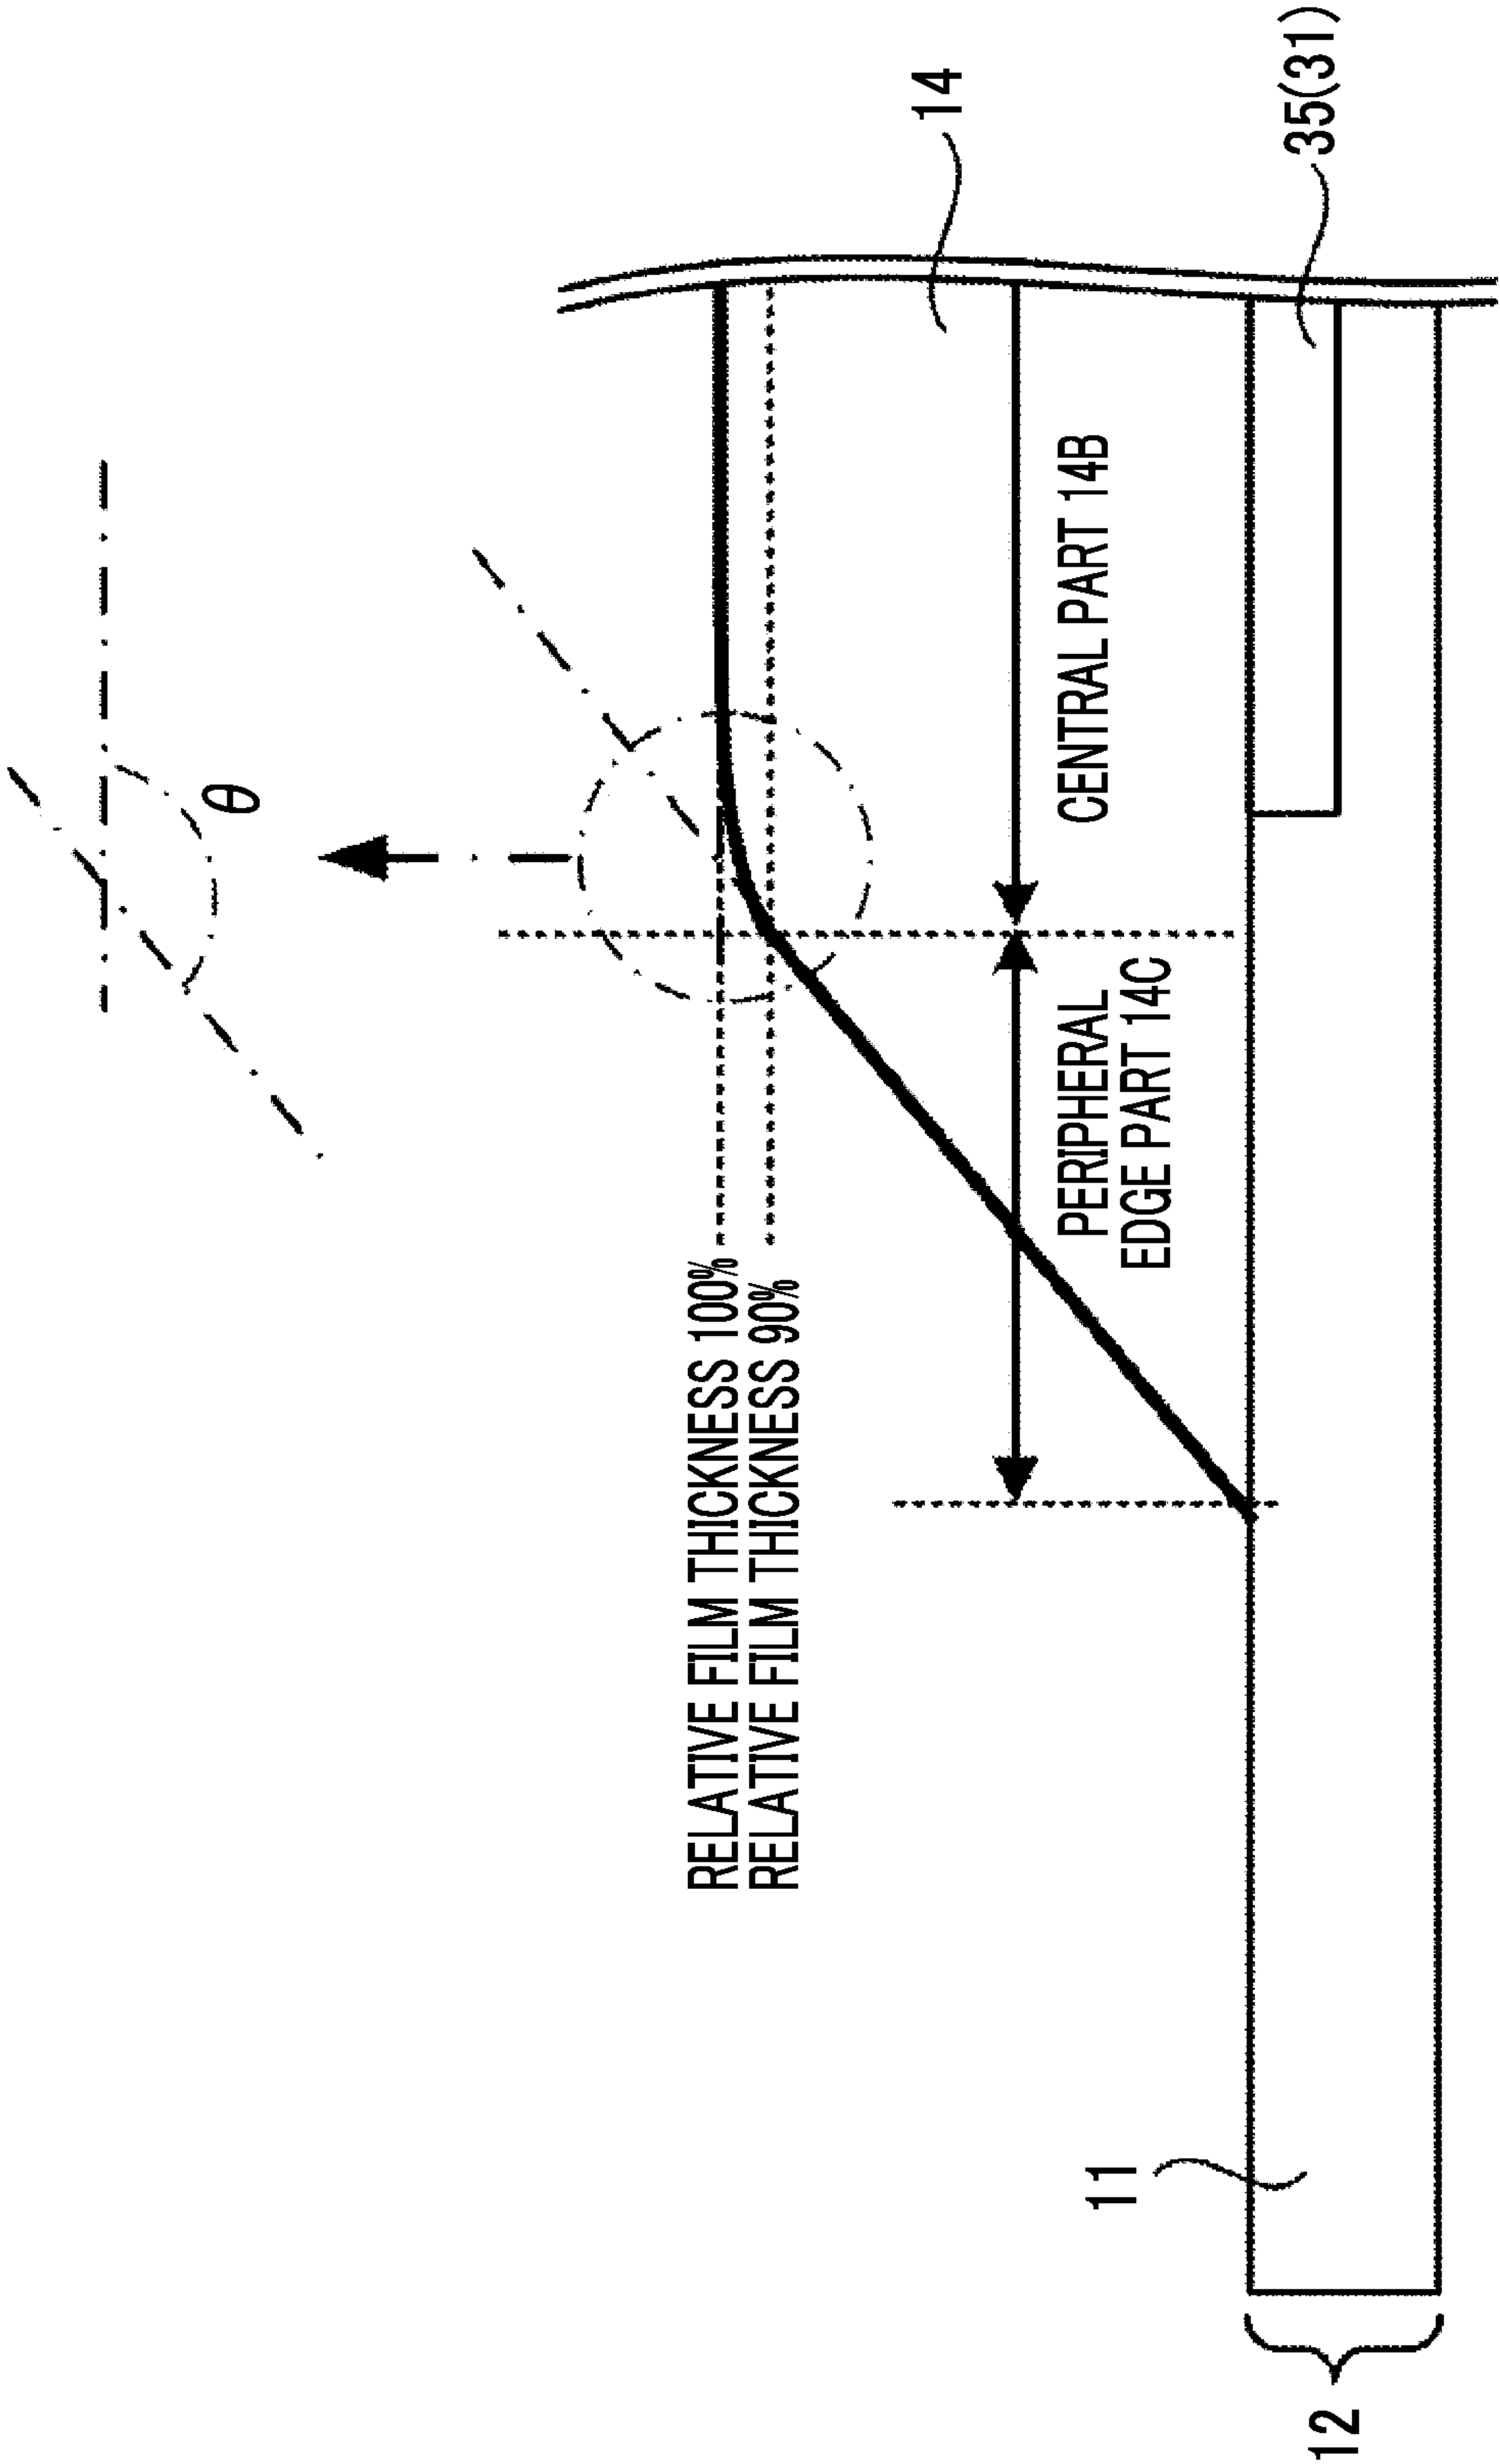 θ
RELATIVE FILM THICKNESS 100%
RELATIVE FILM THICKNESS 90%
14
CENTRAL PART 14B
PERIPHERAL
EDGE PART 14C
11
35(31)
12